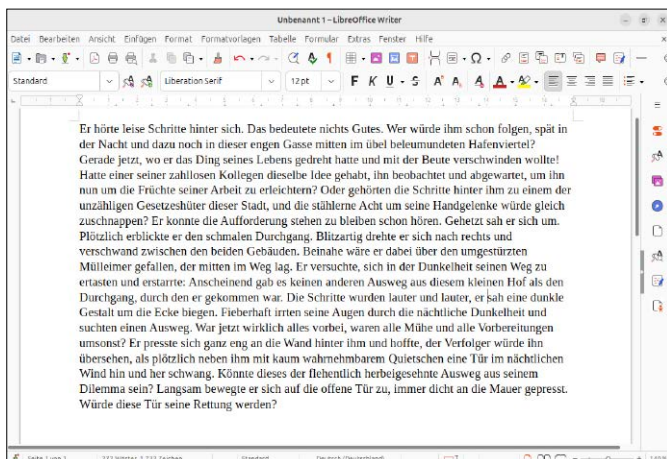 Unbenannt 1 – LibreOffice Writer
Datei Bearbeiten Ansicht Einfügen Format Formatvorlagen Tabelle Formular Extras Fenster Hilfe
Standard Liberation Serif 12 pt F K U S
Er hörte leise Schritte hinter sich. Das bedeutete nichts Gutes. Wer würde ihm schon folgen, spät in
der Nacht und dazu noch in dieser engen Gasse mitten im übel beleumundeten Hafenviertel?
Gerade jetzt, wo er das Ding seines Lebens gedreht hatte und mit der Beute verschwinden wollte!
Hatte einer seiner zahllosen Kollegen dieselbe Idee gehabt, ihn beobachtet und abgewartet, um ihn
nun um die Früchte seiner Arbeit zu erleichtern? Oder gehörten die Schritte hinter ihm zu einem der
unzähligen Gesetzeshüter dieser Stadt, und die stählerne Acht um seine Handgelenke würde gleich
zuschnappen? Er konnte die Aufforderung stehen zu bleiben schon hören. Gehetzt sah er sich um.
Plötzlich erblickte er den schmalen Durchgang. Blitzartig drehte er sich nach rechts und
verschwand zwischen den beiden Gebäuden. Beinahe wäre er dabei über den umgestürzten
Mülleimer gefallen, der mitten im Weg lag. Er versuchte, sich in der Dunkelheit seinen Weg zu
ertasten und erstarrte: Anscheinend gab es keinen anderen Ausweg aus diesem kleinen Hof als den
Durchgang, durch den er gekommen war. Die Schritte wurden lauter und lauter, er sah eine dunkle
Gestalt um die Ecke biegen. Fieberhaft irrten seine Augen durch die nächtliche Dunkelheit und
suchten einen Ausweg. War jetzt wirklich alles vorbei, waren alle Mühe und alle Vorbereitungen
umsonst? Er presste sich ganz eng an die Wand hinter ihm und hoffte, der Verfolger würde ihn
übersehen, als plötzlich neben ihm mit kaum wahrnehmbarem Quietschen eine Tür im nächtlichen
Wind hin und her schwang. Könnte dieses der flehentlich herbeigesehnte Ausweg aus seinem
Dilemma sein? Langsam bewegte er sich auf die offene Tür zu, immer dicht an die Mauer gepresst.
Würde diese Tür seine Rettung werden?